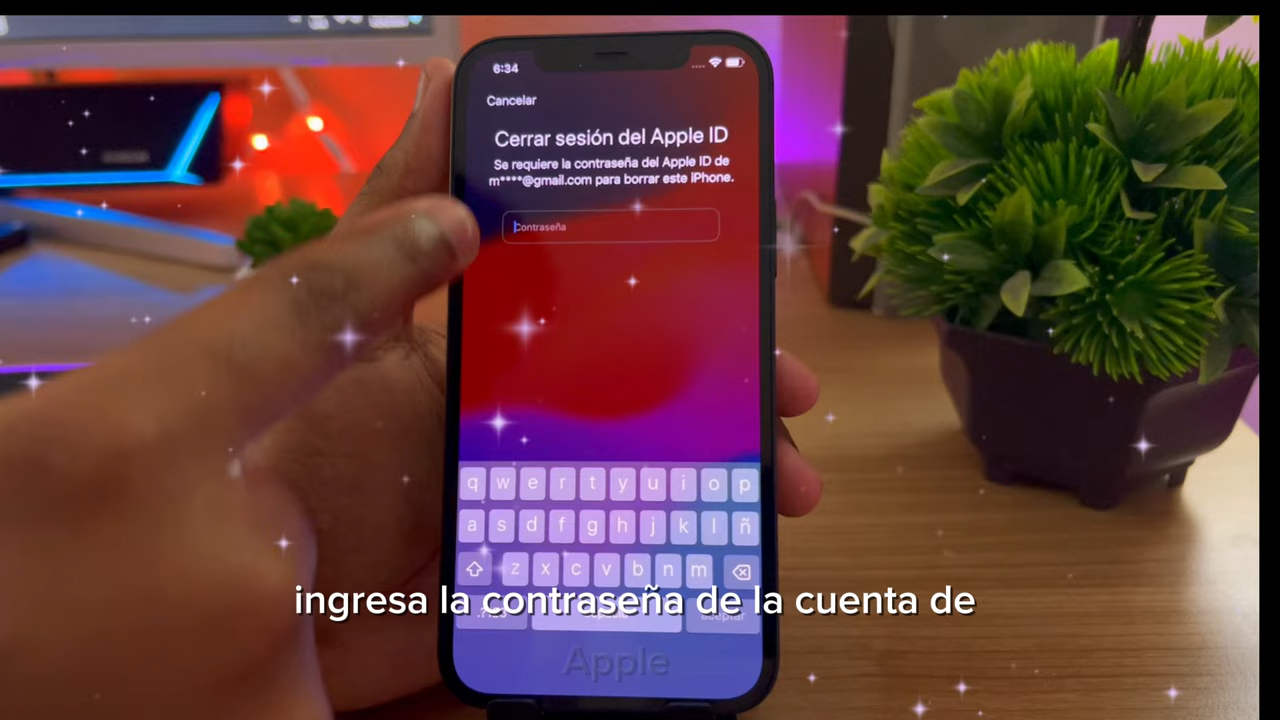 6:34
Cancelar
Cerrar sesión del Apple ID
Se requiere la contraseña del Apple ID de
m****@gmail.com para borrar este iPhone.
Contraseña
q w e r t y u i o p
a s d f g h j k l ñ
z x c v b n m
ingresa la contraseña de la cuenta de
Apple